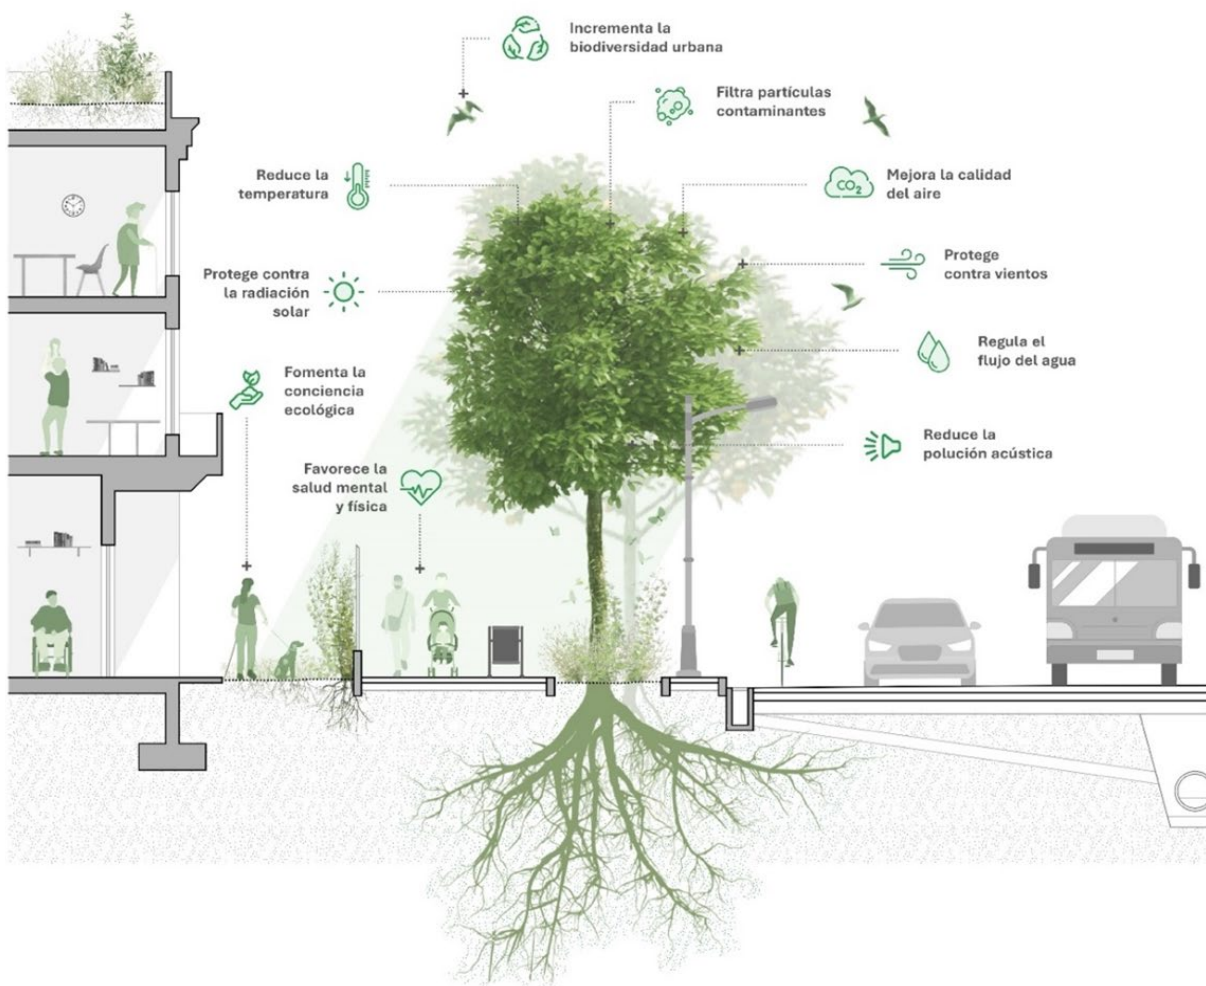 Incrementa la
biodiversidad urbana
Filtra partículas
contaminantes
Reduce la
temperatura
CO2
Mejora la calidad
del aire
Protege contra
la radiación
solar
Protege
contra vientos
Regula el
flujo del agua
Fomenta la
conciencia
ecológica
Reduce la
polución acústica
Favorece la
salud mental
y física